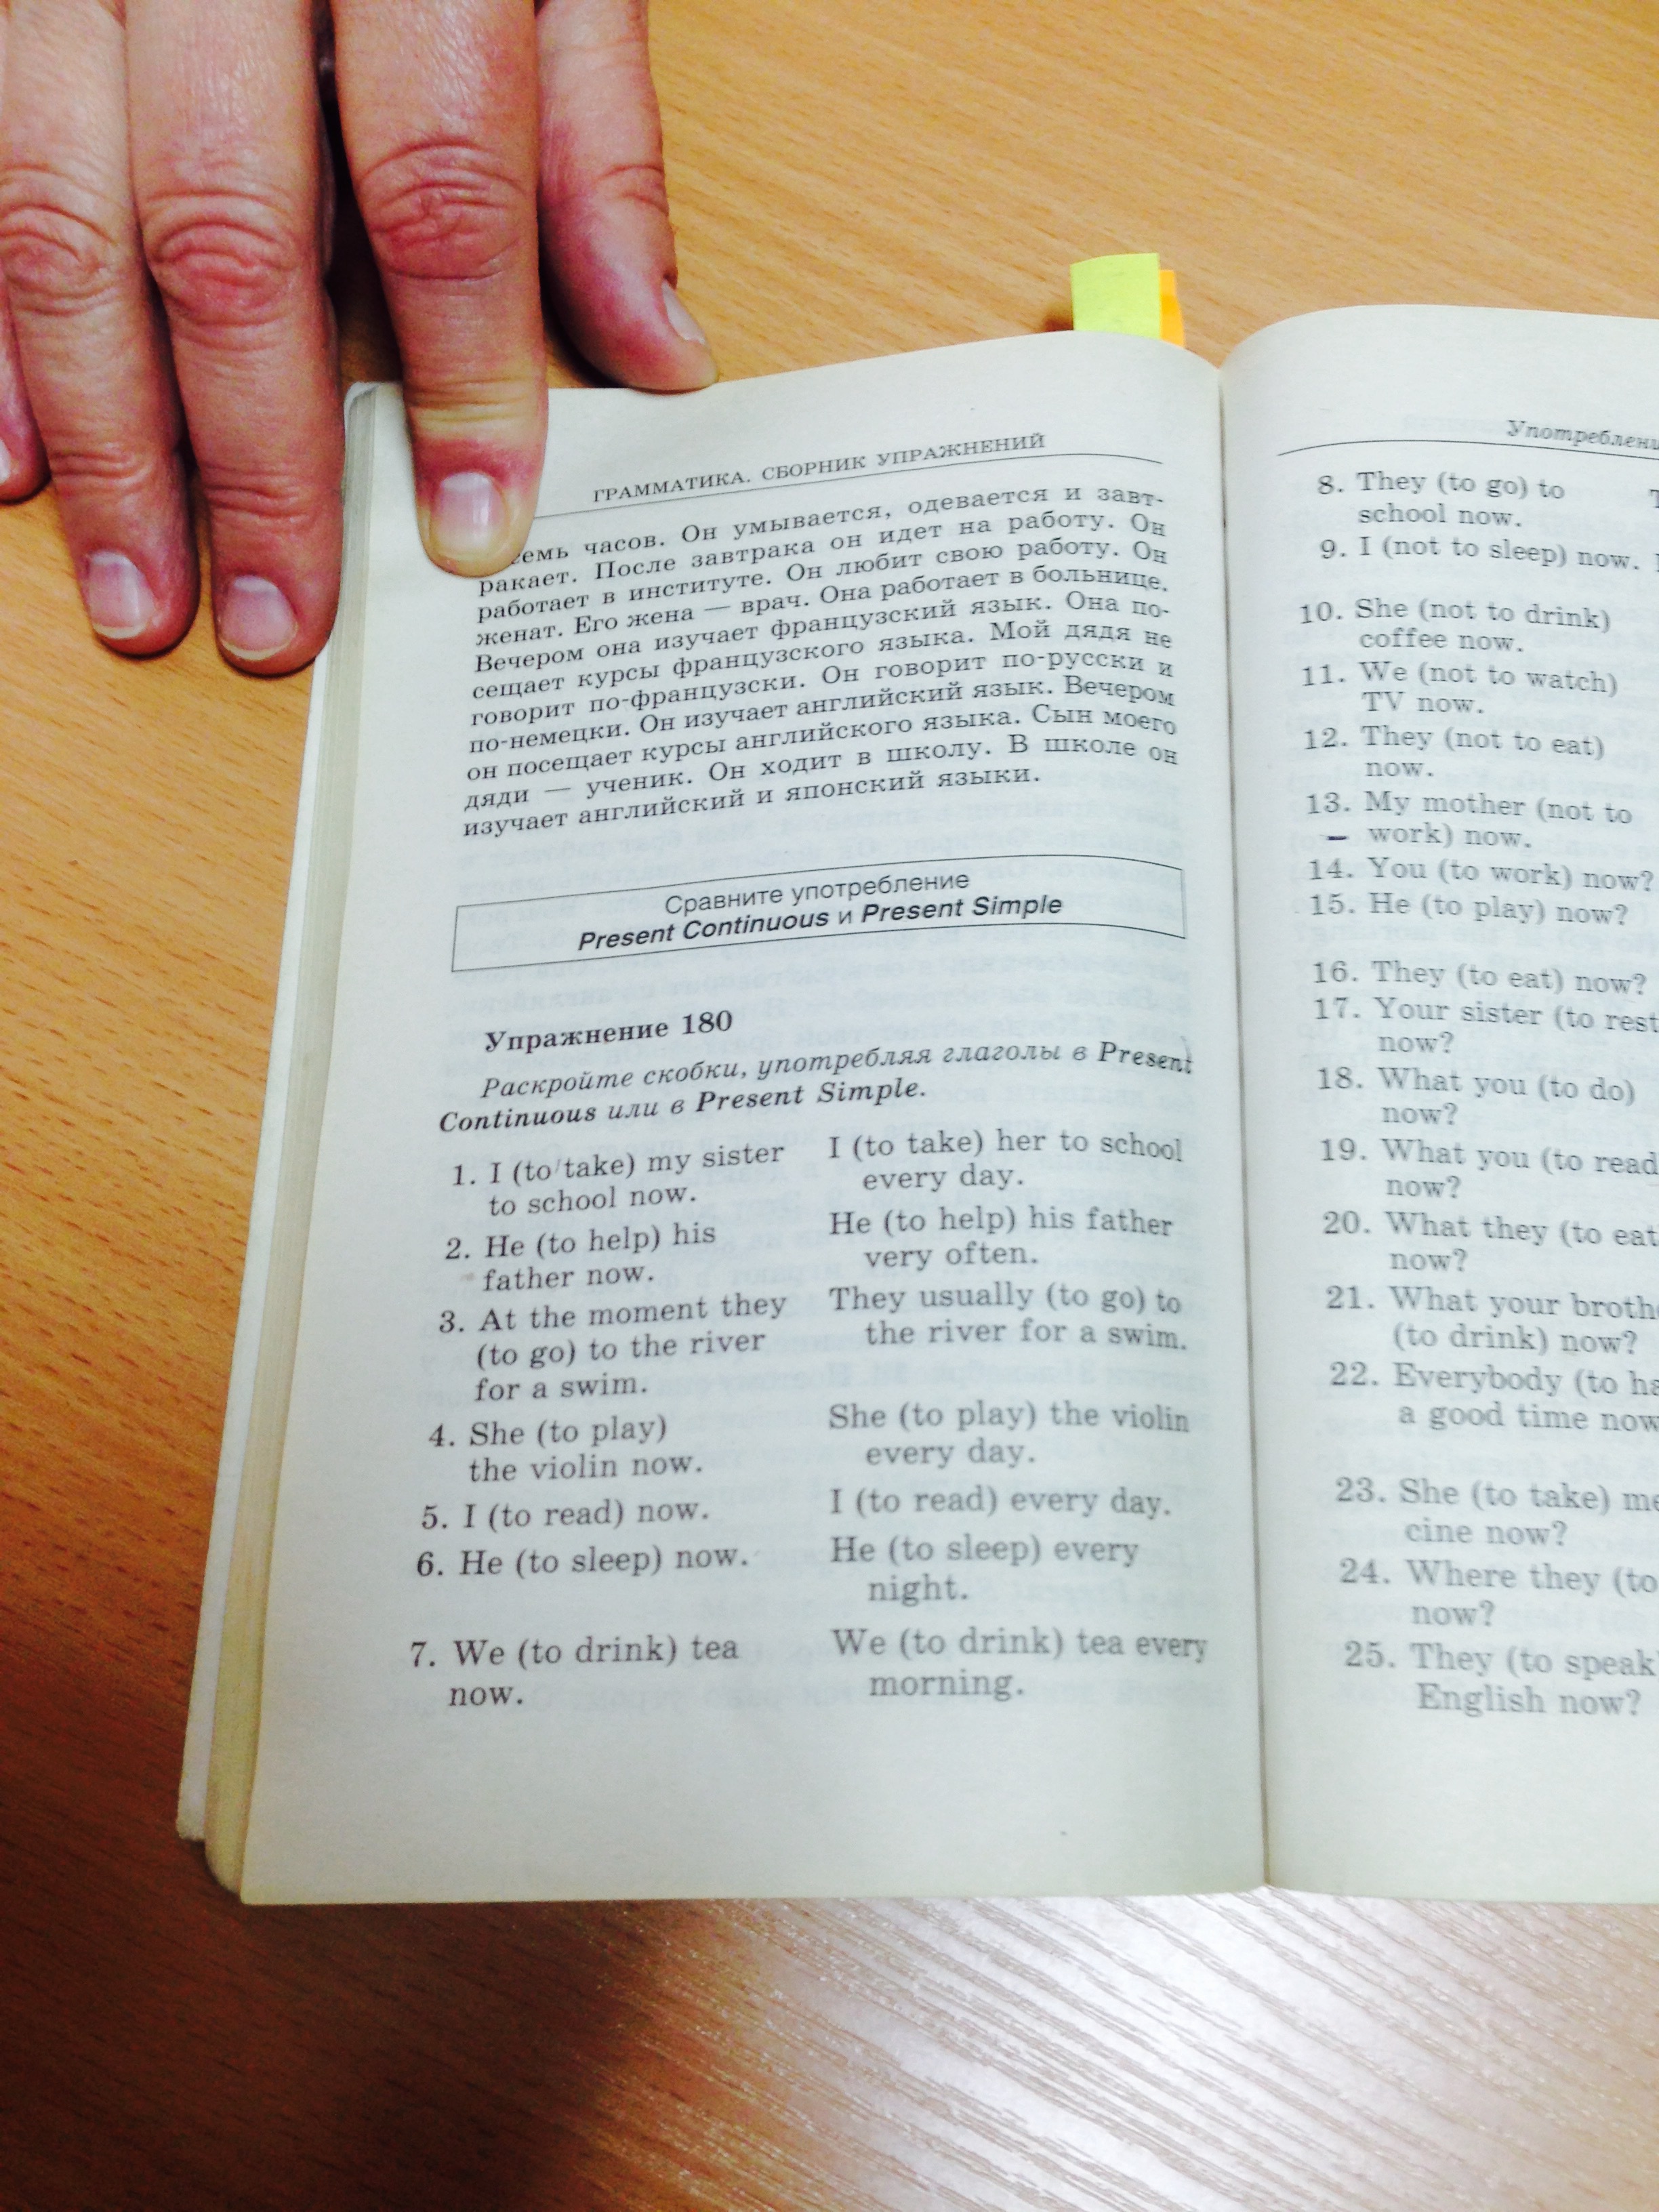 ГРАММАТИКА. СБОРНИК УПРАЖНЕНИЙ
часов. Он умывается, одевается и завт-
ракает. После завтрака он идет на работу. Он
работает в институте. Он любит свою работу. Он
женат. Его жена — врач. Она работает в больнице.
Вечером она изучает французский язык. Она по-
сещает курсы французского языка. Мой дядя не
говорит по-французски. Он говорит по-русски и
по-немецки. Он изучает английский язык. Вечером
он посещает курсы английского языка. Сын моего
дяди — ученик. Он ходит в школу. В школе он
изучает английский и японский языки.
Сравните употребление
Present Continuous и Present Simple
Упражнение 180
Раскройте скобки, употребляя глаголы в Present
Continuous или в Present Simple.
1. I (to take) my sister
to school now.
I (to take) her to school
every day.
2. He (to help) his
father now.
He (to help) his father
very often.
3. At the moment they
(to go) to the river
for a swim.
They usually (to go) to
the river for a swim.
4. She (to play)
the violin now.
She (to play) the violin
every day.
5. I (to read) now.
I (to read) every day.
6. He (to sleep) now.
He (to sleep) every
night.
7. We (to drink) tea
now.
We (to drink) tea every
morning.
8. They (to go) to
school now.
9. I (not to sleep) now.
10. She (not to drink)
coffee now.
11. We (not to watch)
TV now.
12. They (not to eat)
now.
13. My mother (not to
work) now.
14. You (to work) now?
15. He (to play) now?
16. They (to eat) now?
17. Your sister (to rest
now?
18. What you (to do)
now?
19. What you (to read
now?
20. What they (to eat
now?
21. What your
(to drink) now?
22. Everybody (to
a good time now
23. She (to take)
cine now?
24. Where they (to
now?
25. They (to speak
English now?